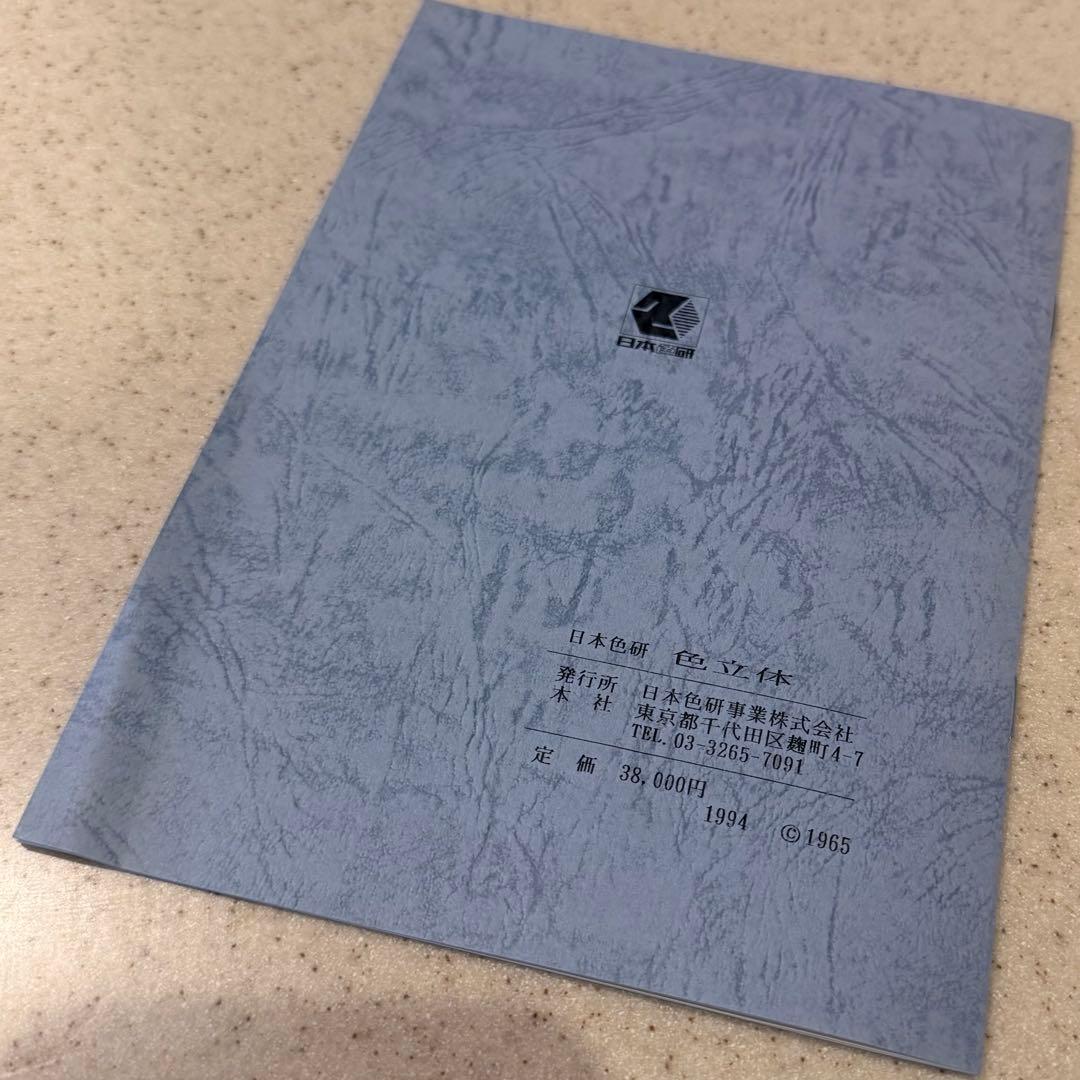 日本色研
日本色研 色立体
発行所 日本色研事業株式会社
本社 東京都千代田区麹町4-7
TEL. 03-3265-7091
定価 38,000円
1994 ©1965